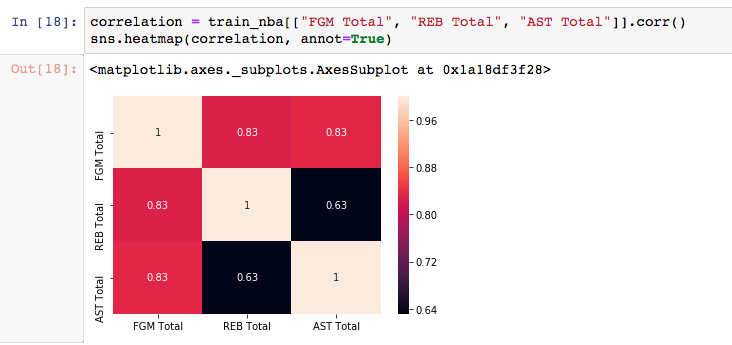 In [18]: correlation = train_nba[["FGM Total", "REB Total", "AST Total"]].corr()
sns.heatmap(correlation, annot=True)
Out[18]: <matplotlib.axes._subplots.AxesSubplot at 0x1a18df3f28>
FGM Total
1
0.83
0.83
REB Total
0.83
1
0.63
AST Total
0.83
0.63
1
FGM Total
REB Total
AST Total
0.96
0.88
0.80
0.72
0.64